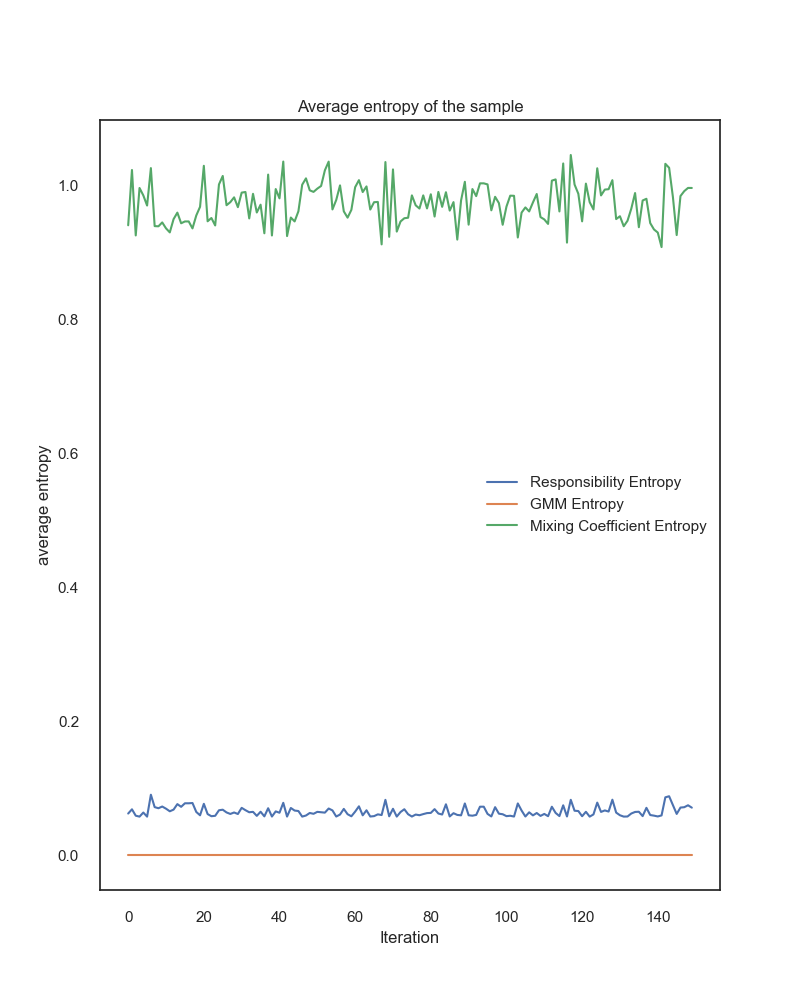 Average entropy of the sample
1.0
0.8
0.6
0.4
0.2
0.0
average entropy
Responsibility Entropy
GMM Entropy
Mixing Coefficient Entropy
0 20 40 60 80 100 120 140
Iteration